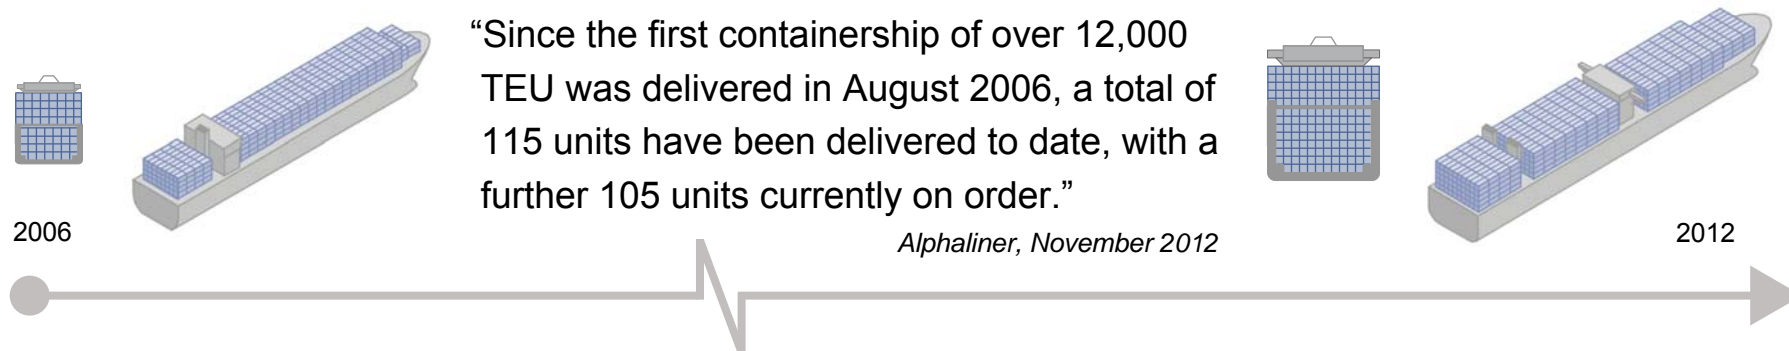 “Since the first containership of over 12,000
TEU was delivered in August 2006, a total of
115 units have been delivered to date, with a
further 105 units currently on order.”
Alphaliner, November 2012
2006
2012